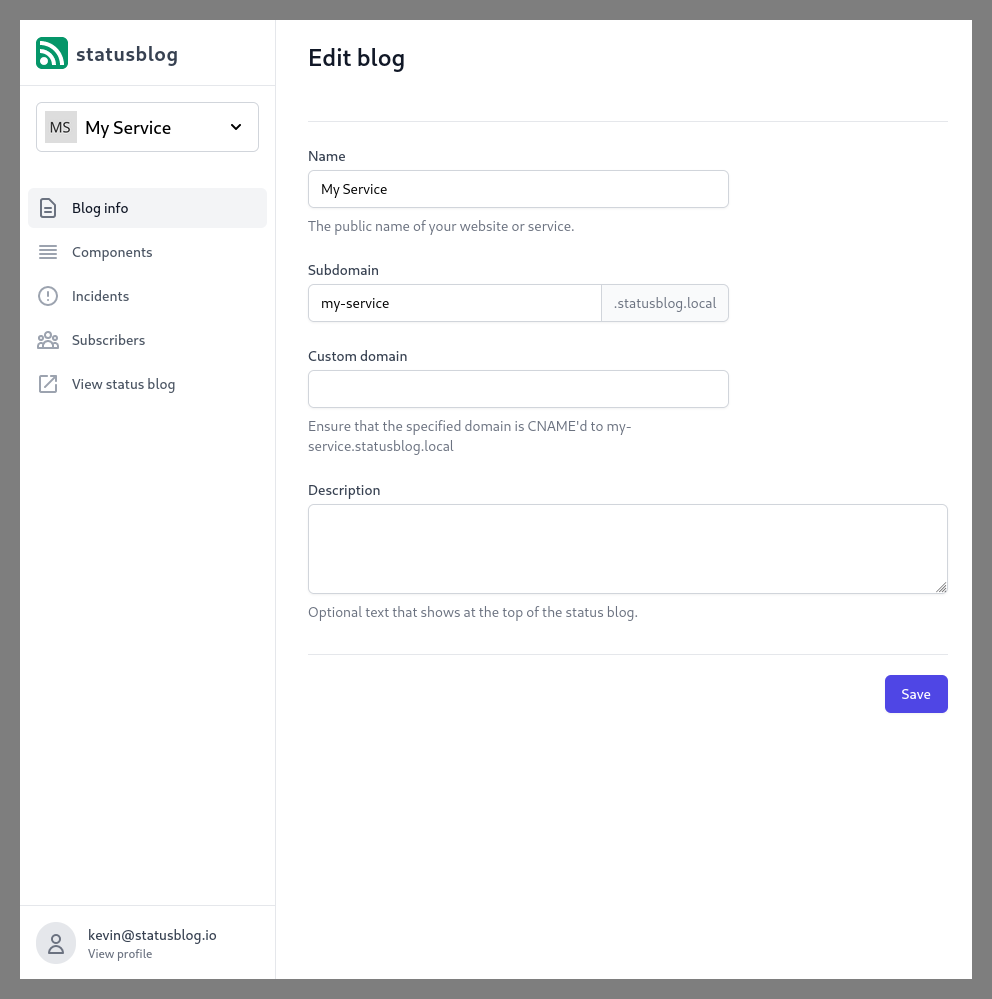 statusblog
MS My Service
Blog info
Components
Incidents
Subscribers
View status blog
kevin@statusblog.io
View profile
Edit blog
Name
My Service
The public name of your website or service.
Subdomain
my-service .statusblog.local
Custom domain
Ensure that the specified domain is CNAME'd to my-
service.statusblog.local
Description
Optional text that shows at the top of the status blog.
Save